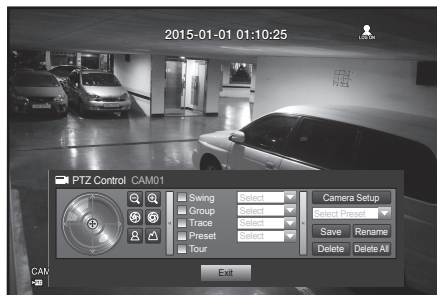 2015-01-01 01:10:25
LOG ON
PTZ Control CAM01
Swing Select
Group Select
Trace Select
Preset Select
Tour
Camera Setup
Select Preset
Save Rename
Delete Delete All
Exit
CAM